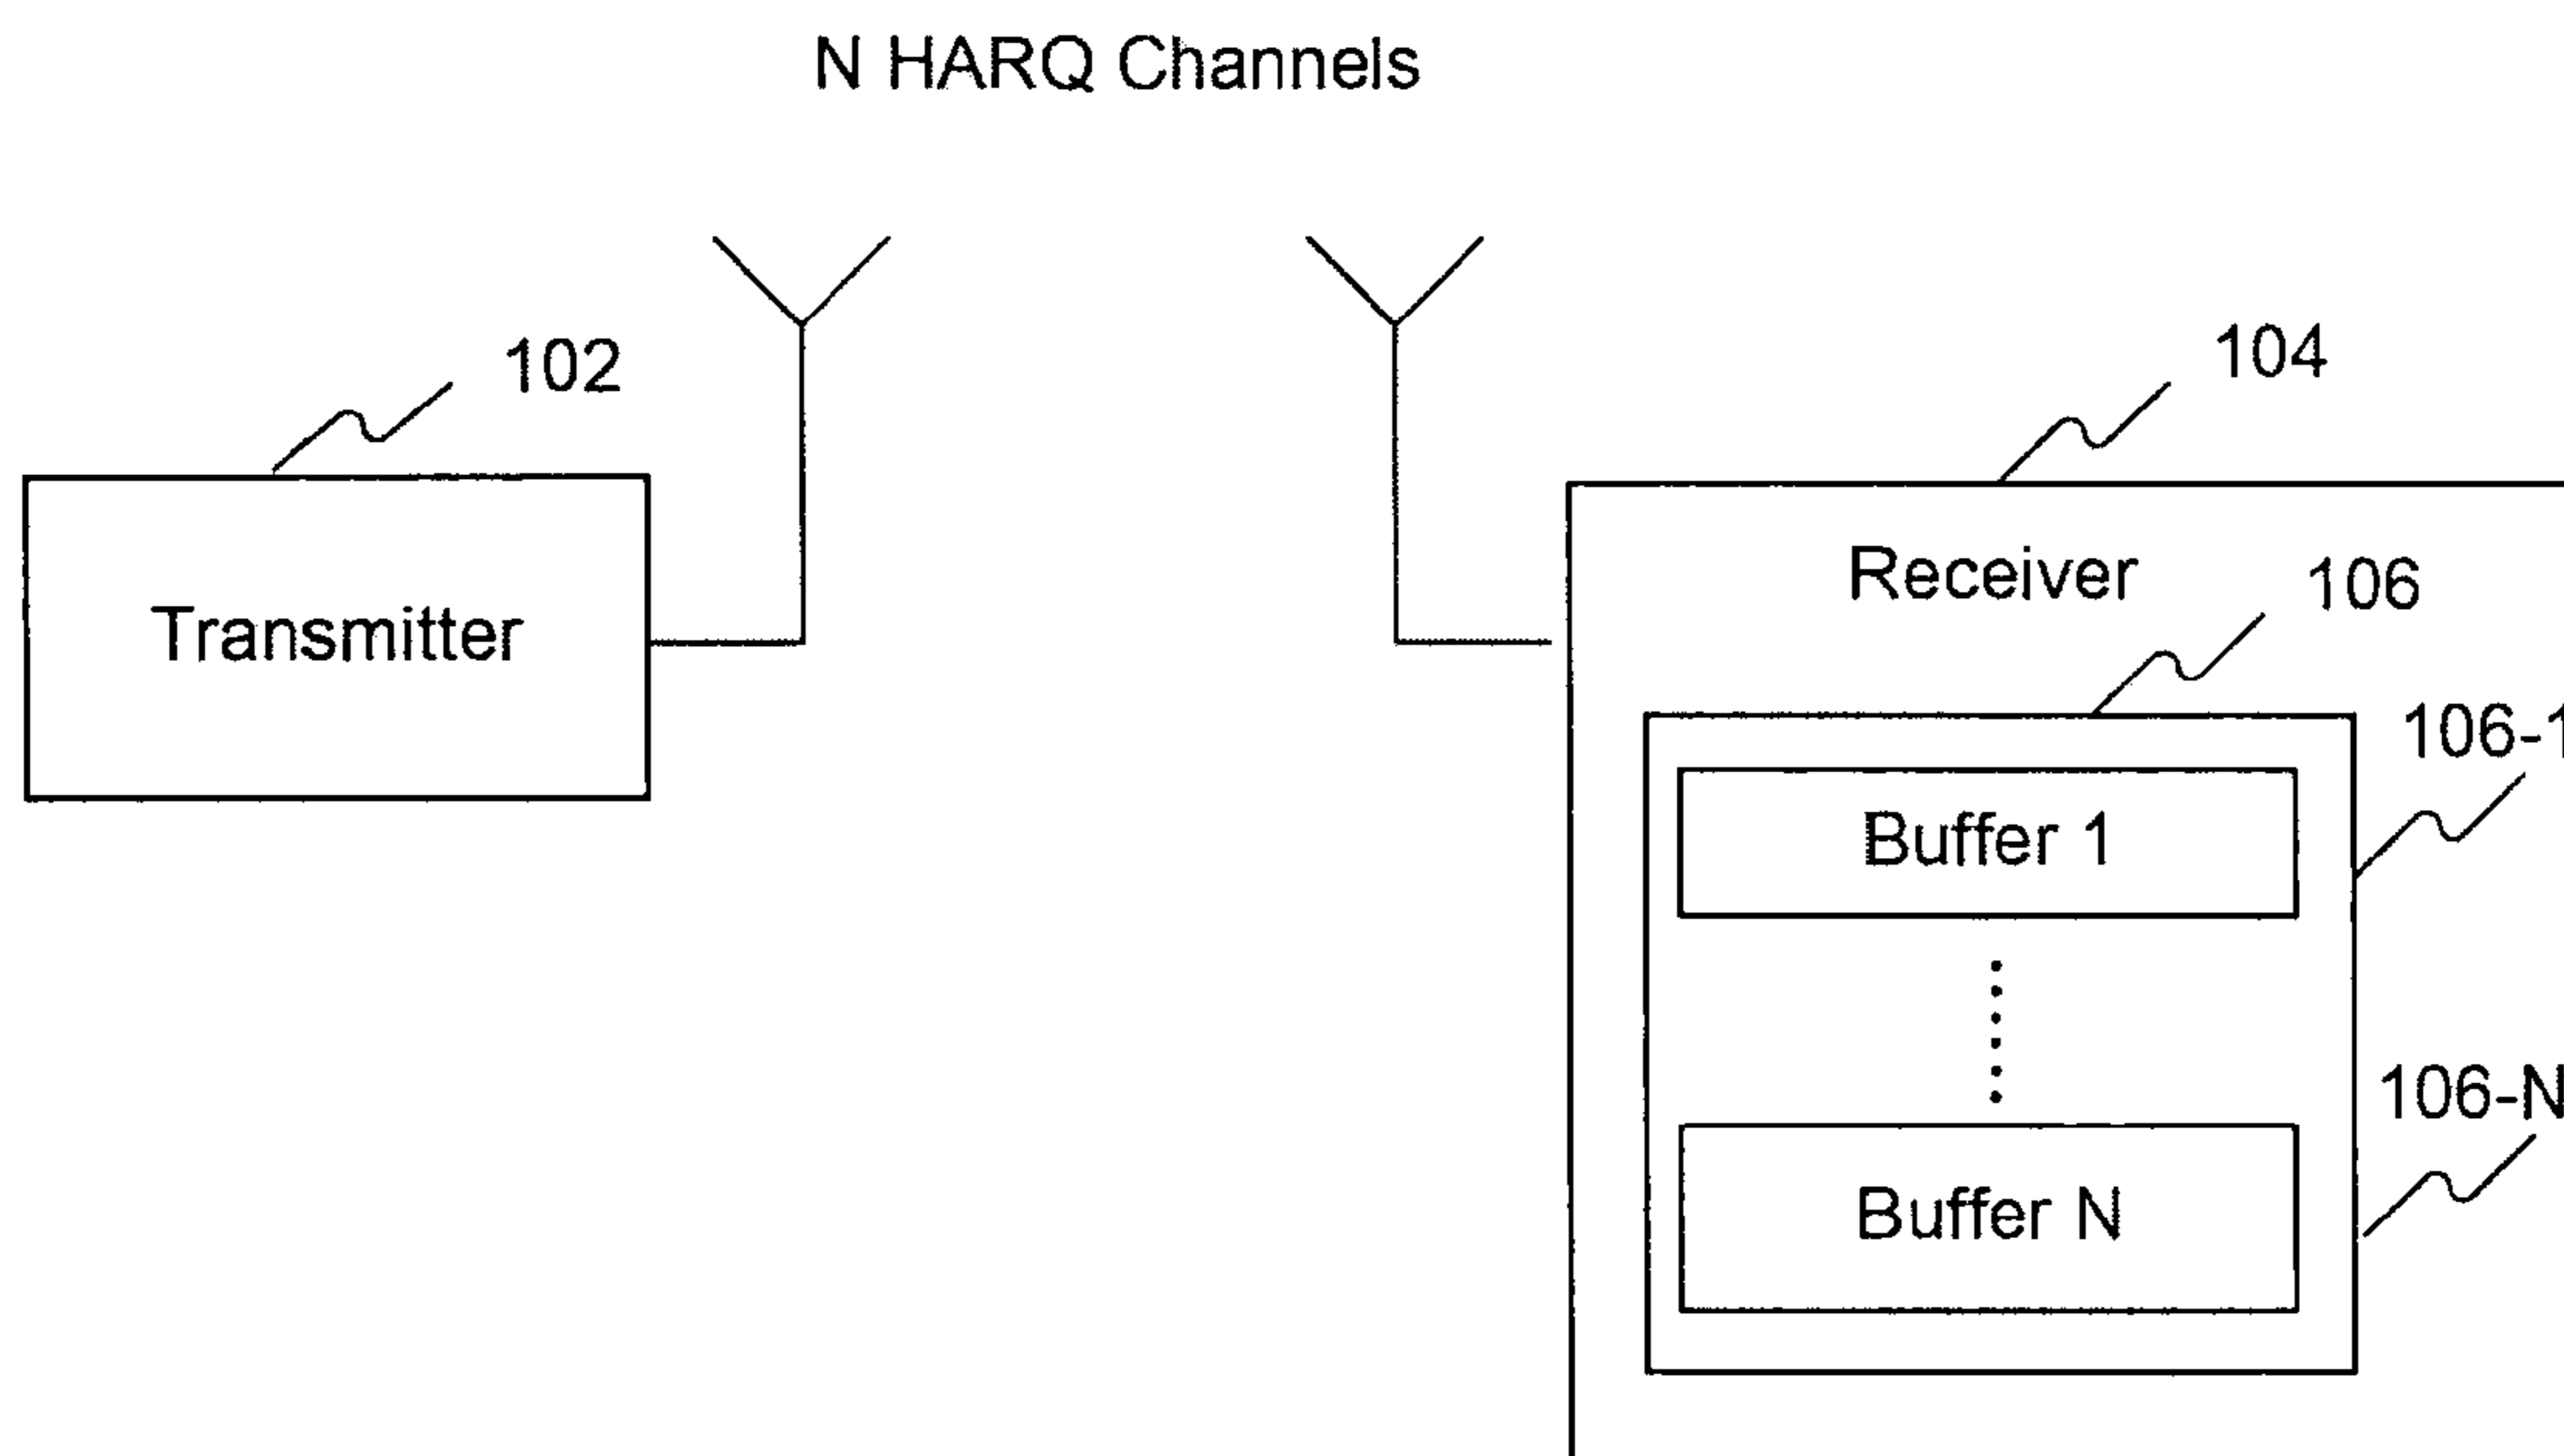 N HARQ Channels
102
104
Transmitter
Receiver
106
106-1
Buffer 1
106-N
Buffer N